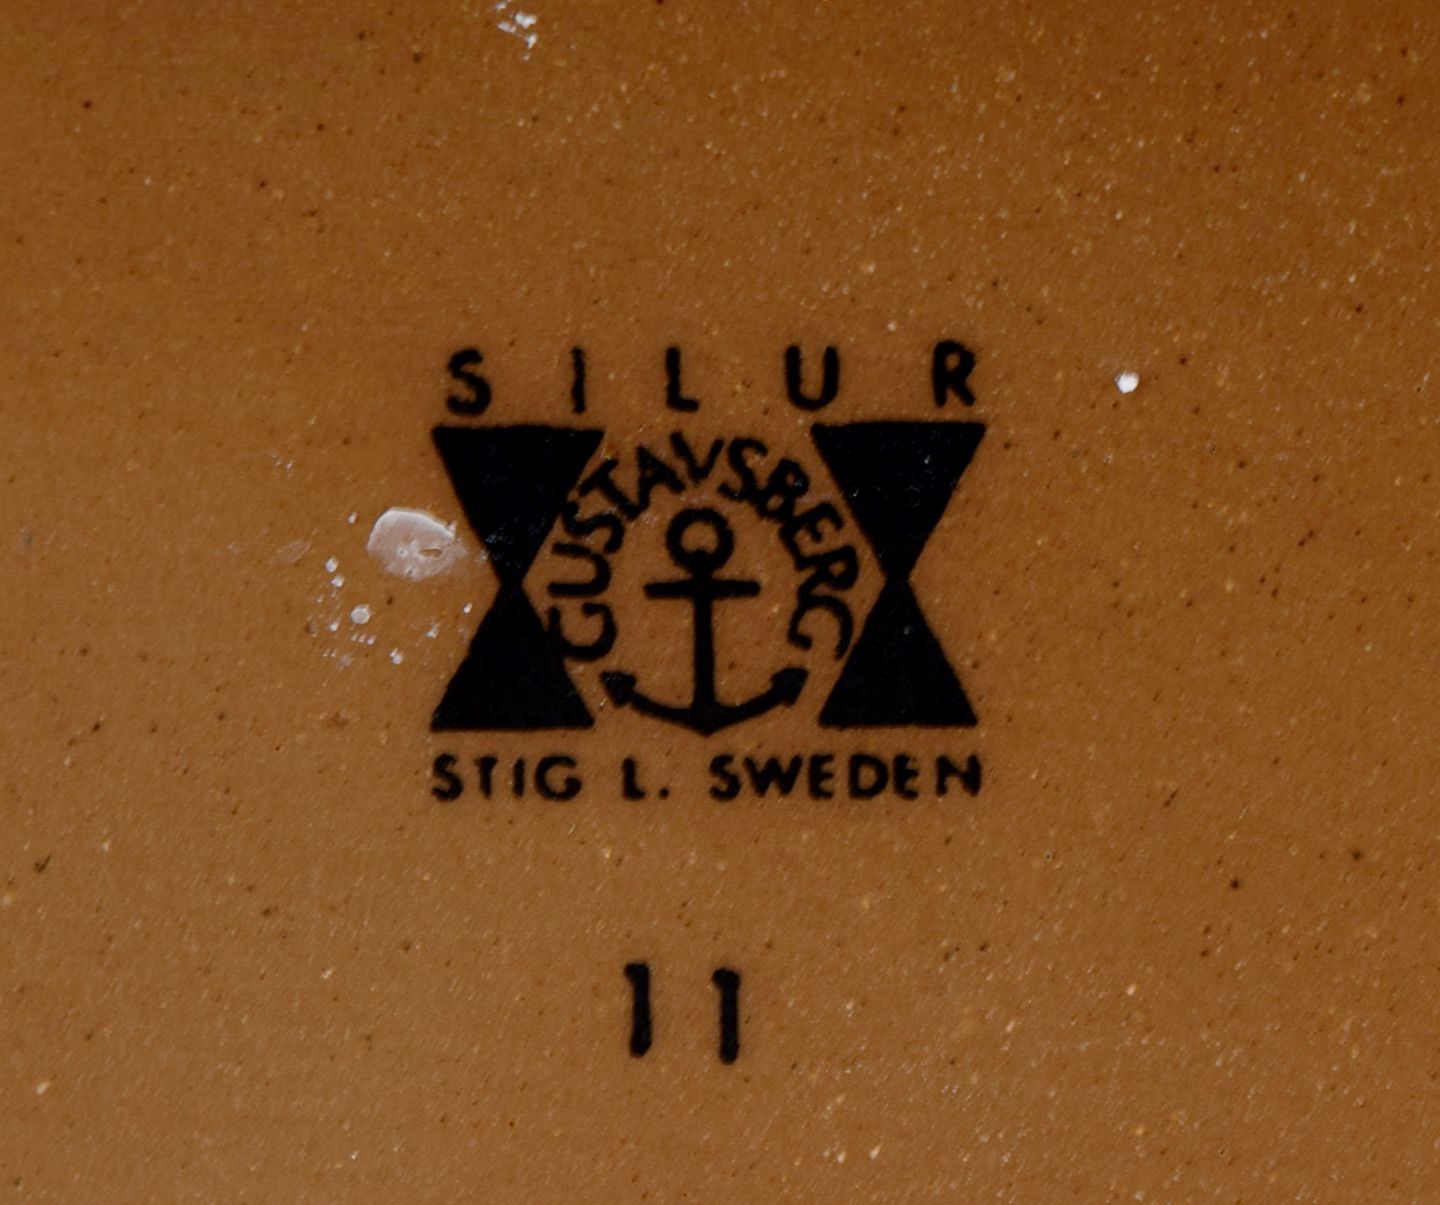 SILUR
GUSTAVSBERG
STIG L. SWEDEN
11